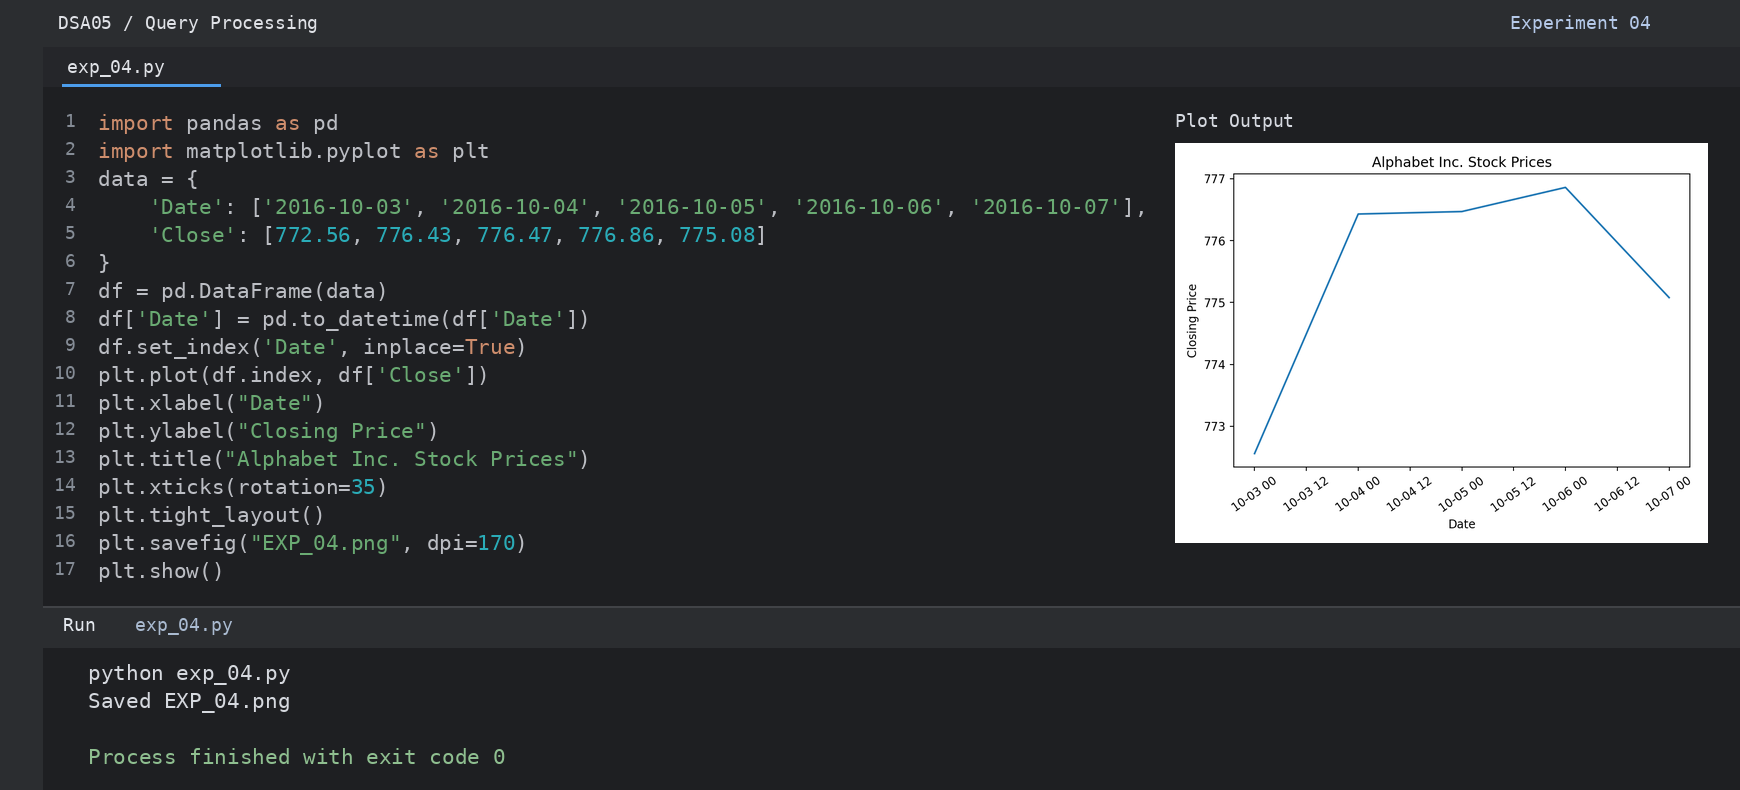 DSA05 / Query Processing
Experiment 04
exp_04.py
1 import pandas as pd
2 import matplotlib.pyplot as plt
3 data = {
4     'Date': ['2016-10-03', '2016-10-04', '2016-10-05', '2016-10-06', '2016-10-07'],
5     'Close': [772.56, 776.43, 776.47, 776.86, 775.08]
6 }
7 df = pd.DataFrame(data)
8 df['Date'] = pd.to_datetime(df['Date'])
9 df.set_index('Date', inplace=True)
10 plt.plot(df.index, df['Close'])
11 plt.xlabel("Date")
12 plt.ylabel("Closing Price")
13 plt.title("Alphabet Inc. Stock Prices")
14 plt.xticks(rotation=35)
15 plt.tight_layout()
16 plt.savefig("EXP_04.png", dpi=170)
17 plt.show()
Plot Output
Alphabet Inc. Stock Prices
777
776
775
774
773
Closing Price
10-03 00
10-03 12
10-04 00
10-04 12
10-05 00
10-05 12
10-06 00
10-06 12
10-07 00
Date
Run exp_04.py
python exp_04.py
Saved EXP_04.png
Process finished with exit code 0